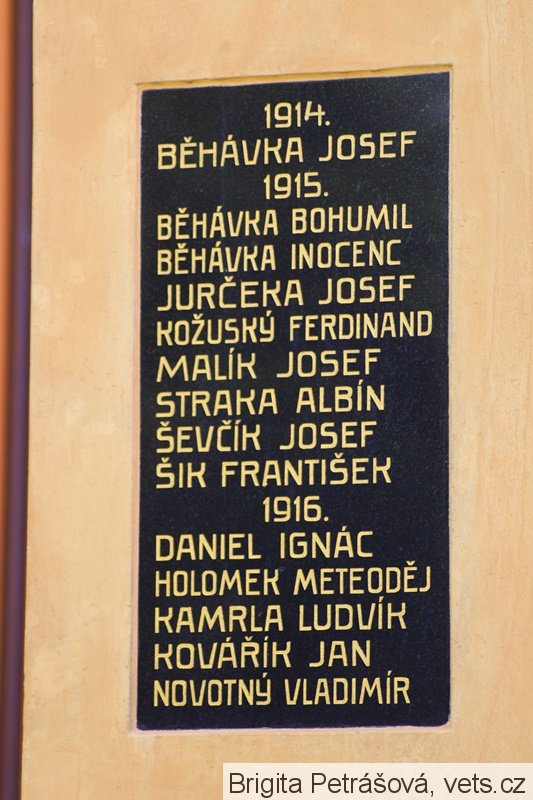 1914.
BĚHÁVKA JOSEF
1915.
BĚHÁVKA BOHUMIL
BĚHÁVKA INOCENC
JURČEKA JOSEF
KOŽUSKÝ FERDINAND
MALÍK JOSEF
STRAKA ALBÍN
ŠEVČÍK JOSEF
ŠIK FRANTIŠEK
1916.
DANIEL IGNÁC
HOLOMEK METEODĚJ
KAMRLA LUDVÍK
KOVÁŘÍK JAN
NOVOTNÝ VLADIMÍR
Brigita Petrášová, vets.cz